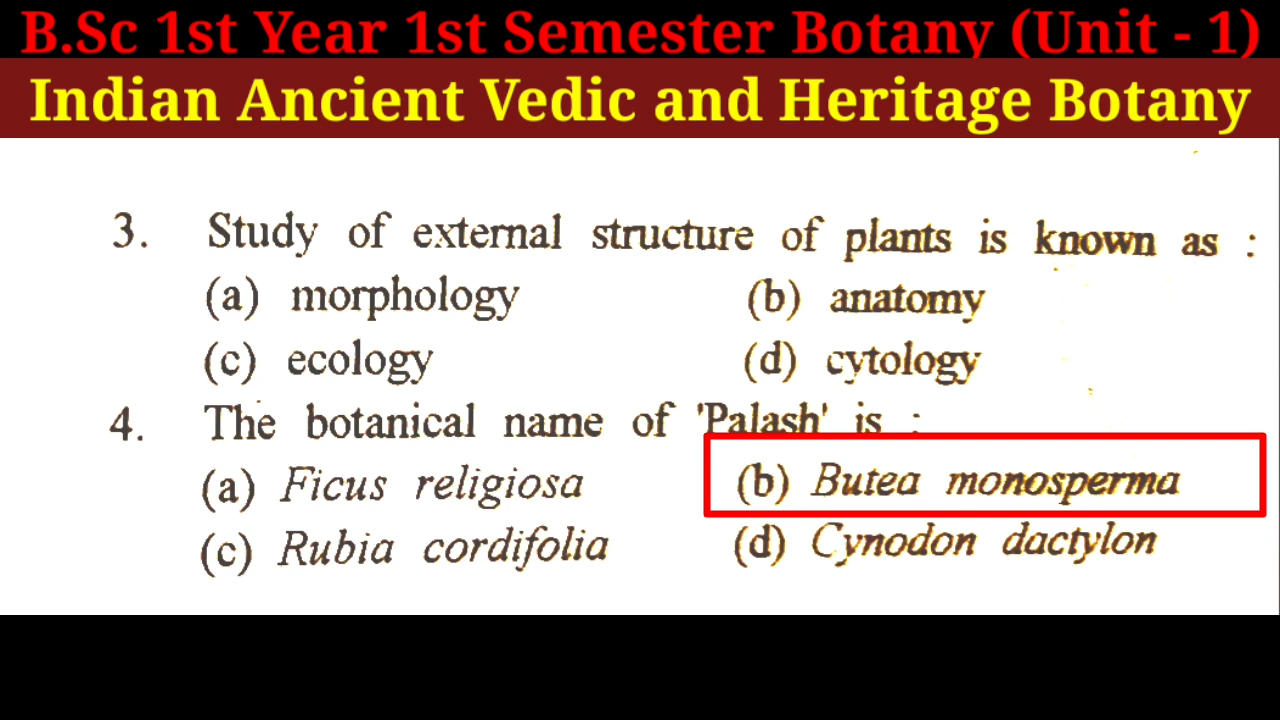 B.Sc 1st Year 1st Semester Botany (Unit - 1)
Indian Ancient Vedic and Heritage Botany
3. Study of external structure of plants is known as :
(a) morphology (b) anatomy
(c) ecology (d) cytology
4. The botanical name of 'Palash' is :
(a) Ficus religiosa (b) Butea monosperma
(c) Rubia cordifolia (d) Cynodon dactylon